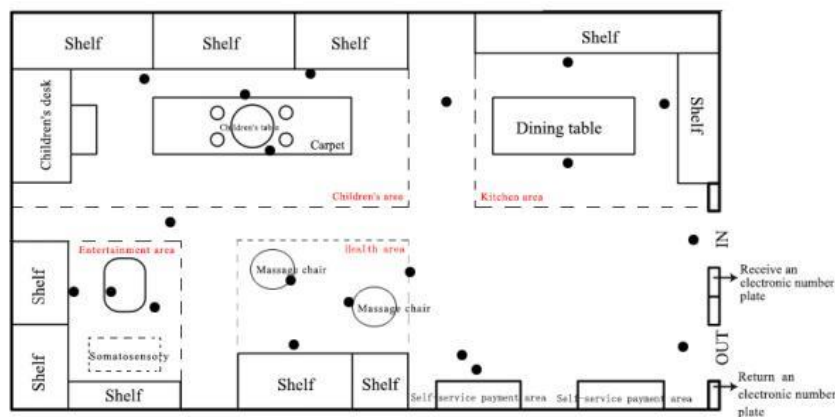 Shelf
Shelf
Shelf
Shelf
Children's desk
Children's table
Carpet
Dining table
Shelf
Children's area
Kitchen area
Entertainment area
Health area
IN
Shelf
Massage chair
Massage chair
Receive an
electronic number
plate
Shelf
Somatosensory
OUT
Shelf
Shelf
Shelf
Self-service payment area
Self-service payment area
Return an
electronic number
plate